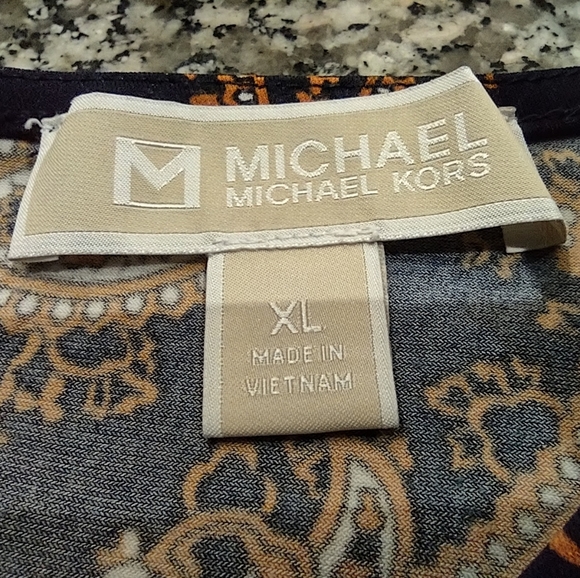 M
MICHAEL
MICHAEL KORS
XL
MADE IN
VIETNAM